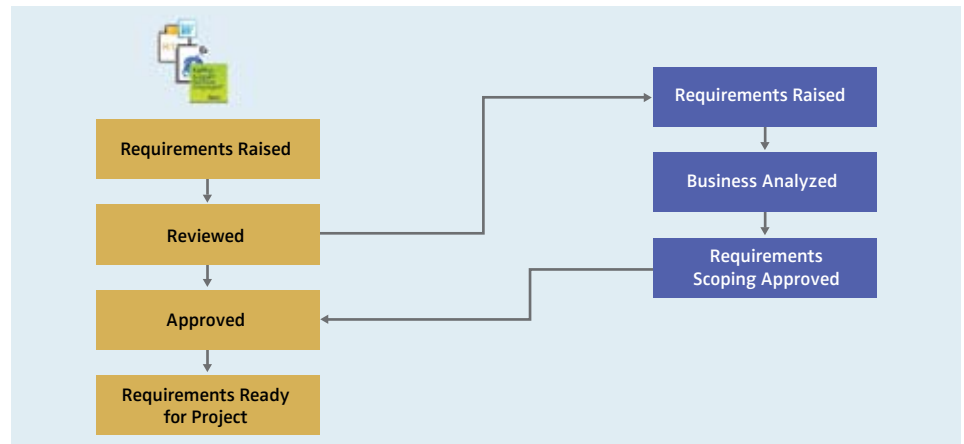 W
Requirements Raised
Reviewed
Approved
Requirements Ready
for Project
Requirements Raised
Business Analyzed
Requirements
Scoping Approved